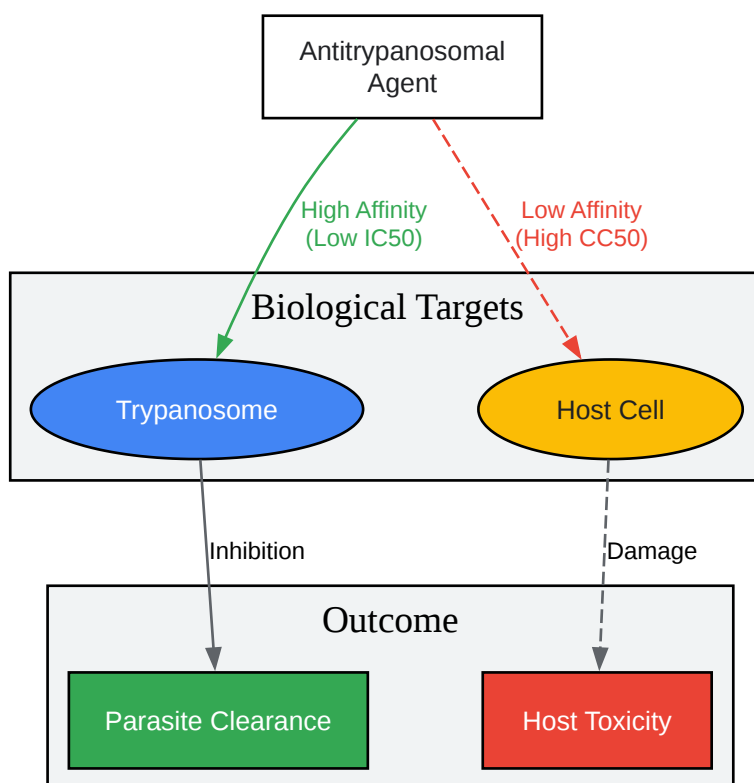 Antitrypanosomal
Agent
High Affinity
(Low IC50)
Low Affinity
(High CC50)
Biological Targets
Trypanosome
Host Cell
Inhibition
Damage
Outcome
Parasite Clearance
Host Toxicity